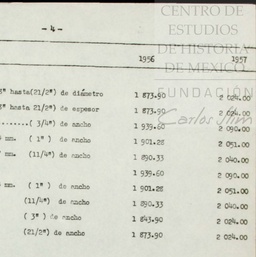 - 4 -
CENTRO DE
ESTUDIOS
DE HISTORIA
DE MEXICO
1956 1957
FUNDACIÓN
Carlos Slim
hasta(21/2") de diámetro 1 873.90 2 024.00
hasta 21/2") de espesor 1 873.90 2 024.00
....... ( 3/4") de ancho 1 939.60 2 090.00
mm. ( 1" ) de ancho 1 901.28 2 051.00
(11/4") de ancho 1 890.33 2 040.00
1 939.60 2 090.00
mm. ( 1" ) de ancho 1 901.28 2 051.00
(11/4") de ancho 1 890.33 2 040.00
( 3" ) de ancho 1 843.90 2 024.00
(21/2") de ancho 1 873.90 2 024.00